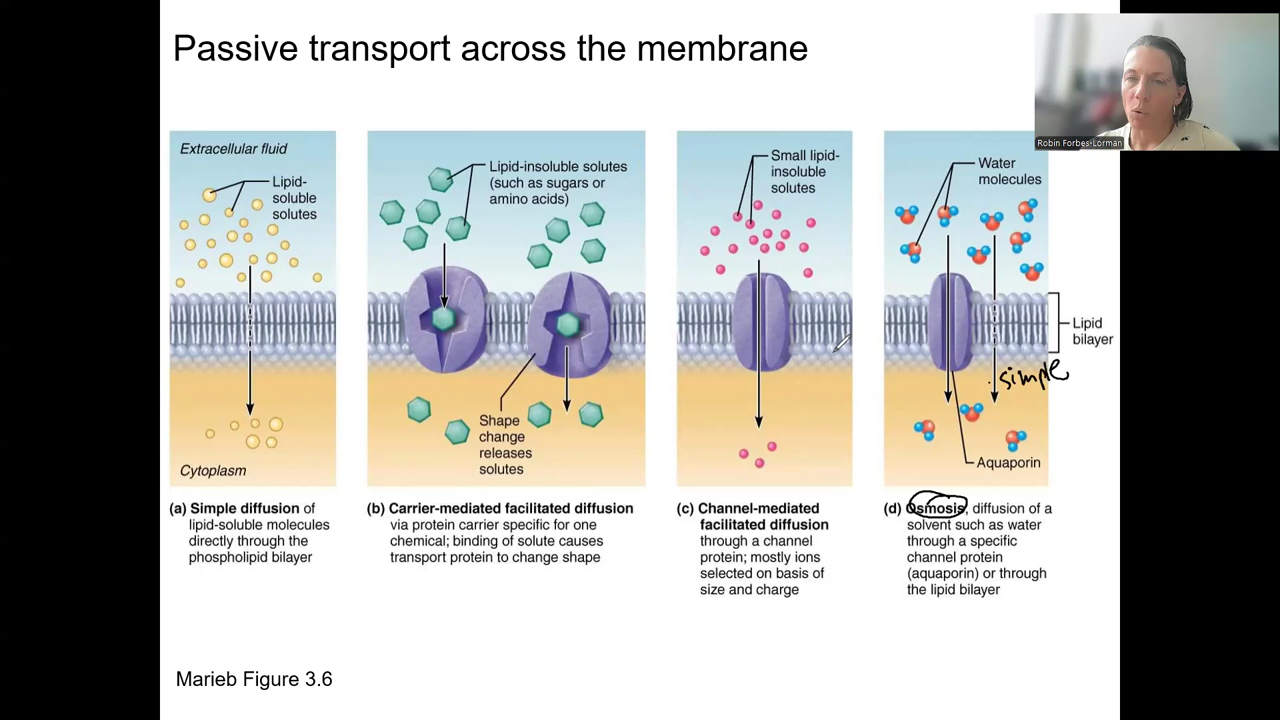 Passive transport across the membrane
Robin Forbes-Lorman
Extracellular fluid
Lipid-
soluble
solutes
Cytoplasm
(a) Simple diffusion of
lipid-soluble molecules
directly through the
phospholipid bilayer
Lipid-insoluble solutes
(such as sugars or
amino acids)
Shape
change
releases
solutes
(b) Carrier-mediated facilitated diffusion
via protein carrier specific for one
chemical; binding of solute causes
transport protein to change shape
Small lipid-
insoluble
solutes
(c) Channel-mediated
facilitated diffusion
through a channel
protein; mostly ions
selected on basis of
size and charge
Water
molecules
Lipid
bilayer
simple
Aquaporin
(d) Osmosis, diffusion of a
solvent such as water
through a specific
channel protein
(aquaporin) or through
the lipid bilayer
Marieb Figure 3.6